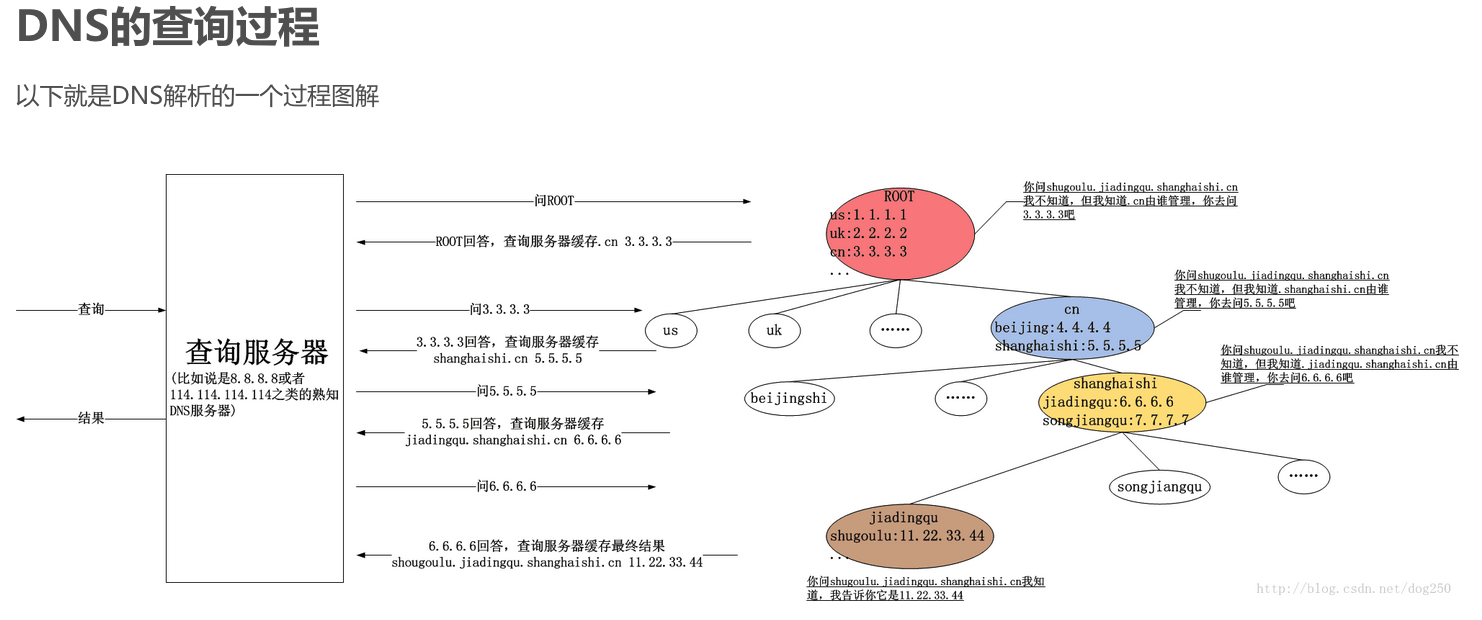 DNS的查询过程
以下就是DNS解析的一个过程图解
查询
结果
查询服务器
(比如说是8.8.8.8或者
114.114.114.114之类的熟知
DNS服务器)
问ROOT
ROOT回答，查询服务器缓存.cn 3.3.3.3
问3.3.3.3
3.3.3.3回答，查询服务器缓存
shanghaishi.cn 5.5.5.5
问5.5.5.5
5.5.5.5回答，查询服务器缓存
jiadingqu.shanghaishi.cn 6.6.6.6
问6.6.6.6
6.6.6.6回答，查询服务器缓存最终结果
shougoulu.jiadingqu.shanghaishi.cn 11.22.33.44
ROOT
us:1.1.1.1
uk:2.2.2.2
cn:3.3.3.3
...
你问shugoulu.jiadingqu.shanghaishi.cn
我不知道，但我知道.cn由谁管理，你去问
3.3.3.3吧
us
uk
……
cn
beijing:4.4.4.4
shanghaishi:5.5.5.5
你问shugoulu.jiadingqu.shanghaishi.cn
我不知道，但我知道.shanghaishi.cn由谁
管理，你去问5.5.5.5吧
beijingshi
……
shanghaishi
jiadingqu:6.6.6.6
songjiangqu:7.7.7.7
你问shugoulu.jiadingqu.shanghaishi.cn我不
知道，但我知道.jiadingqu.shanghaishi.cn由
谁管理，你去问6.6.6.6吧
songjiangqu
……
jiadingqu
shugoulu:11.22.33.44
...
你问shugoulu.jiadingqu.shanghaishi.cn我知
道，我告诉你它是11.22.33.44
http://blog.csdn.net/dog250